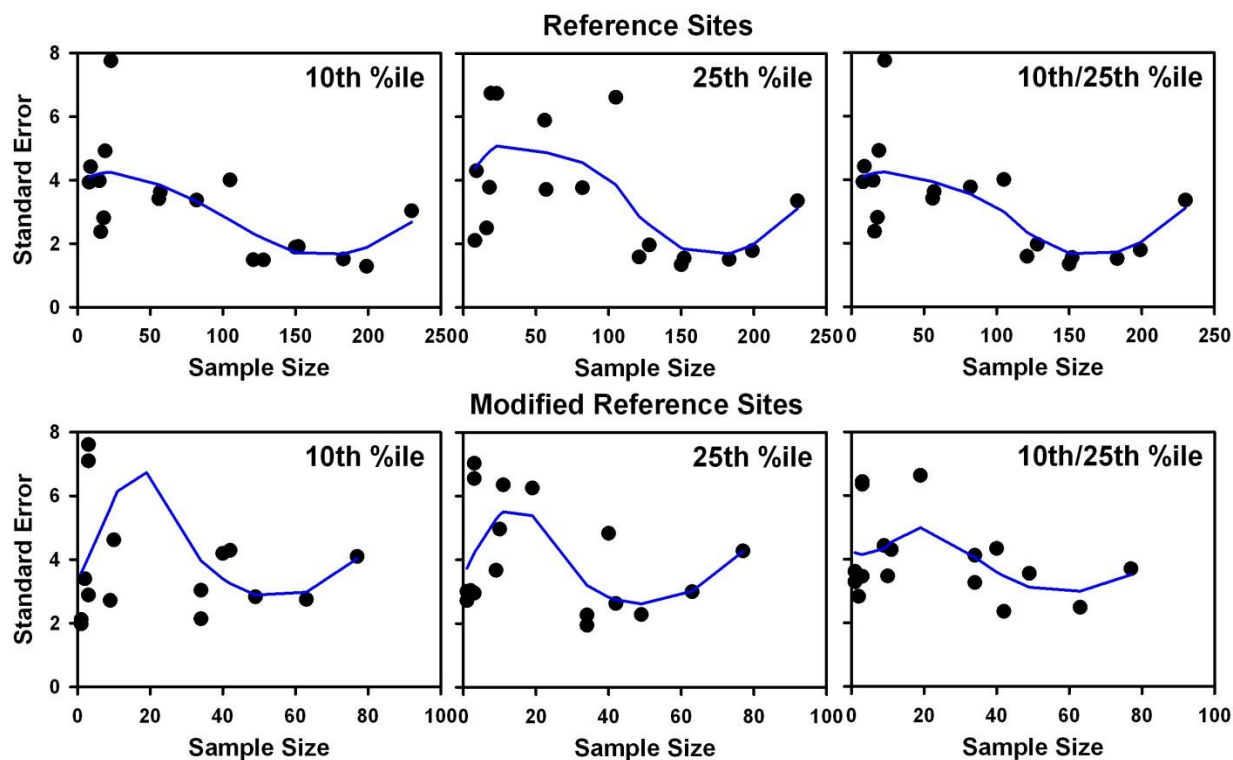 Reference Sites
10th %ile
25th %ile
10th/25th %ile
Standard Error
8
6
4
2
0
0 50 100 150 200 250 0 50 100 150 200 250 0 50 100 150 200 250
Sample Size Sample Size Sample Size
Modified Reference Sites
10th %ile
25th %ile
10th/25th %ile
Standard Error
8
6
4
2
0
0 20 40 60 80 100 0 20 40 60 80 100 0 20 40 60 80 100
Sample Size Sample Size Sample Size